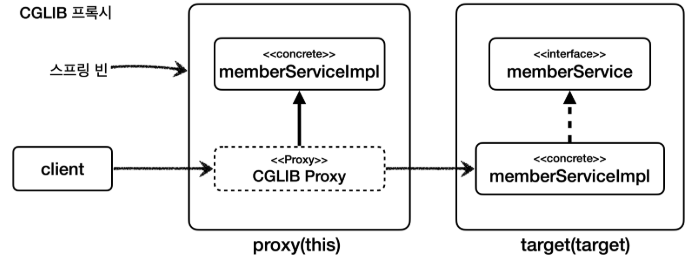 CGLIB 프록시
스프링 빈
client
<<concrete>>
memberServiceImpl
<<Proxy>>
CGLIB Proxy
proxy(this)
<<interface>>
memberService
<<concrete>>
memberServiceImpl
target(target)